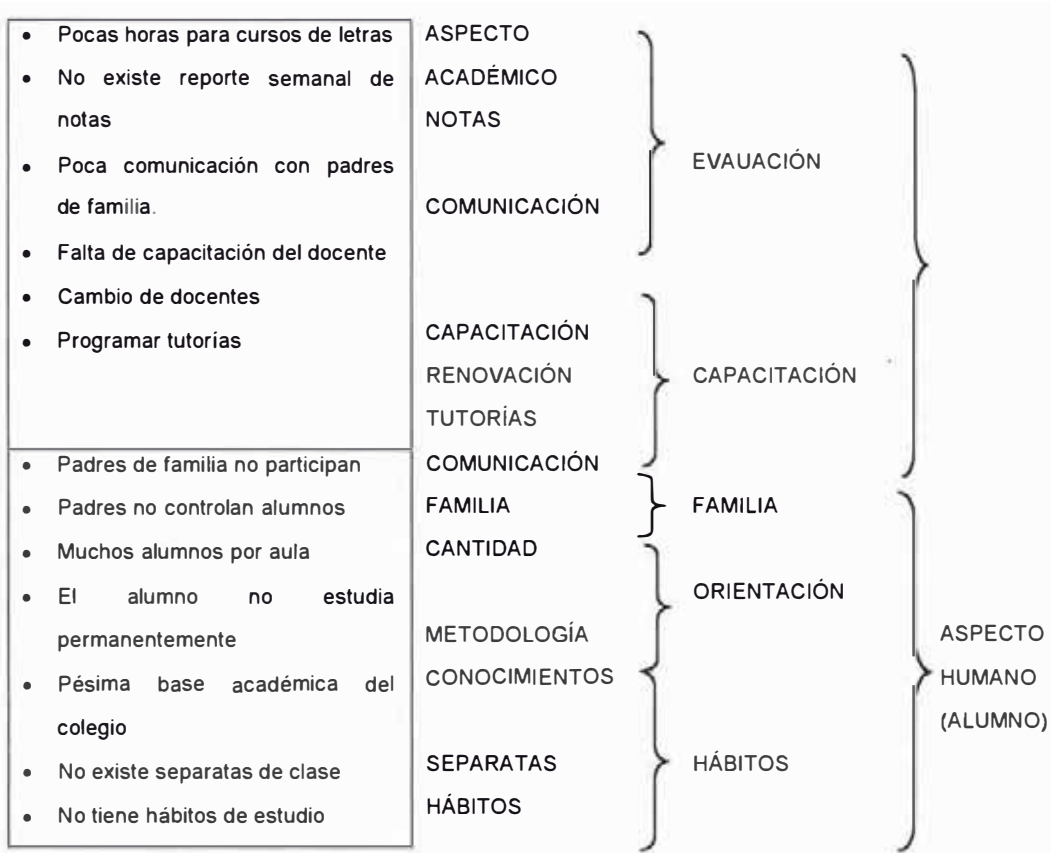 • Pocas horas para cursos de letras
• No existe reporte semanal de
notas
• Poca comunicación con padres
de familia.
• Falta de capacitación del docente
• Cambio de docentes
• Programar tutorías
• Padres de familia no participan
• Padres no controlan alumnos
• Muchos alumnos por aula
• El alumno no estudia
permanentemente
• Pésima base académica del
colegio
• No existe separatas de clase
• No tiene hábitos de estudio
ASPECTO
ACADÉMICO
NOTAS
COMUNICACIÓN
CAPACITACIÓN
RENOVACIÓN
TUTORÍAS
COMUNICACIÓN
FAMILIA
CANTIDAD
METODOLOGÍA
CONOCIMIENTOS
SEPARATAS
HÁBITOS
EVAUACIÓN
CAPACITACIÓN
FAMILIA
ORIENTACIÓN
HÁBITOS
ASPECTO
HUMANO
(ALUMNO)